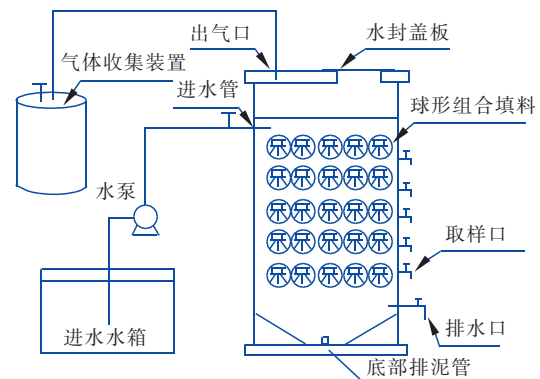 出气口
水封盖板
气体收集装置
进水管
球形组合填料
水泵
取样口
进水水箱
排水口
底部排泥管